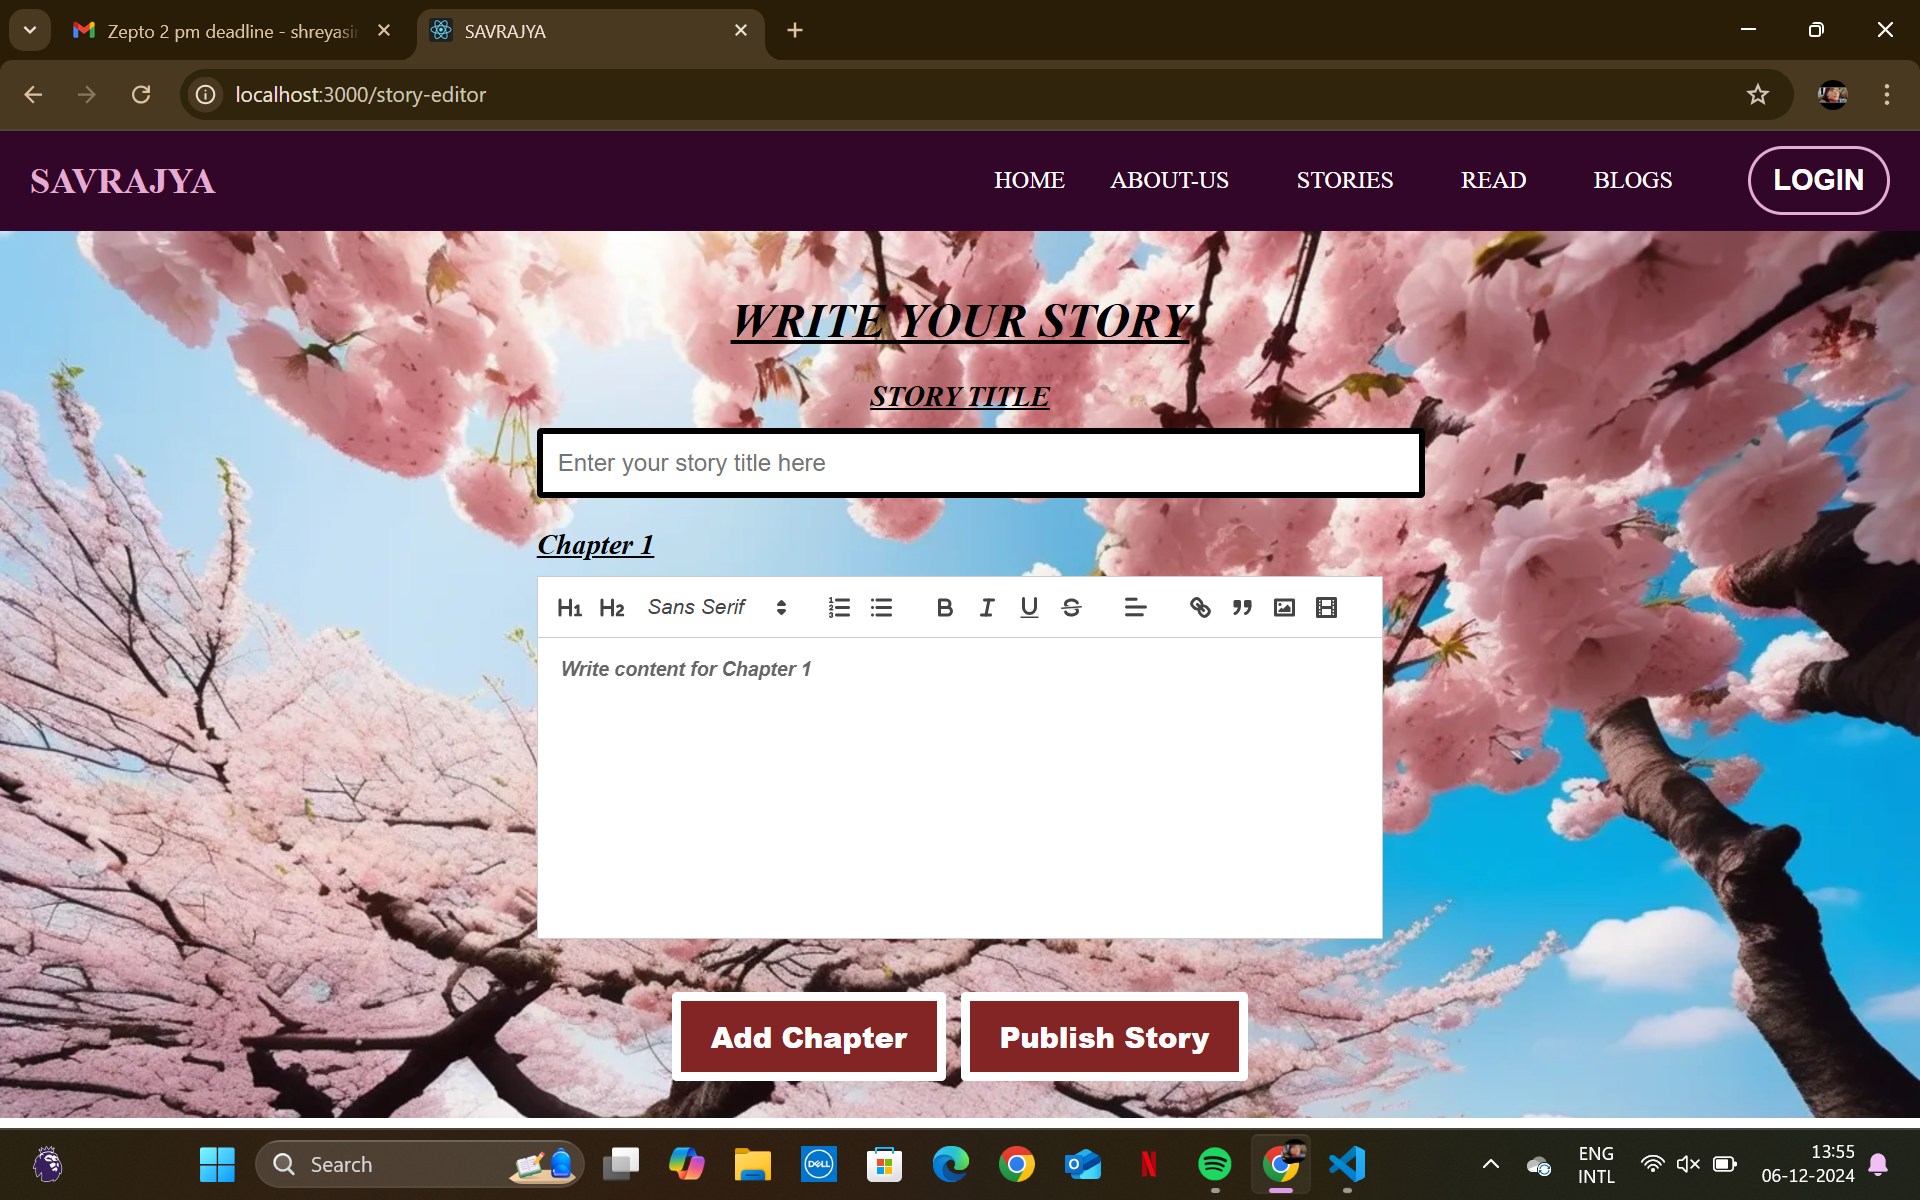 Zepto 2 pm deadline - shreyasi
SAVRAJYA
localhost:3000/story-editor
SAVRAJYA
HOME ABOUT-US STORIES READ BLOGS LOGIN
WRITE YOUR STORY
STORY TITLE
Enter your story title here
Chapter 1
H1 H2 Sans Serif B I U S
Write content for Chapter 1
Add Chapter Publish Story
Search
DELL
ENG
INTL
13:55
06-12-2024